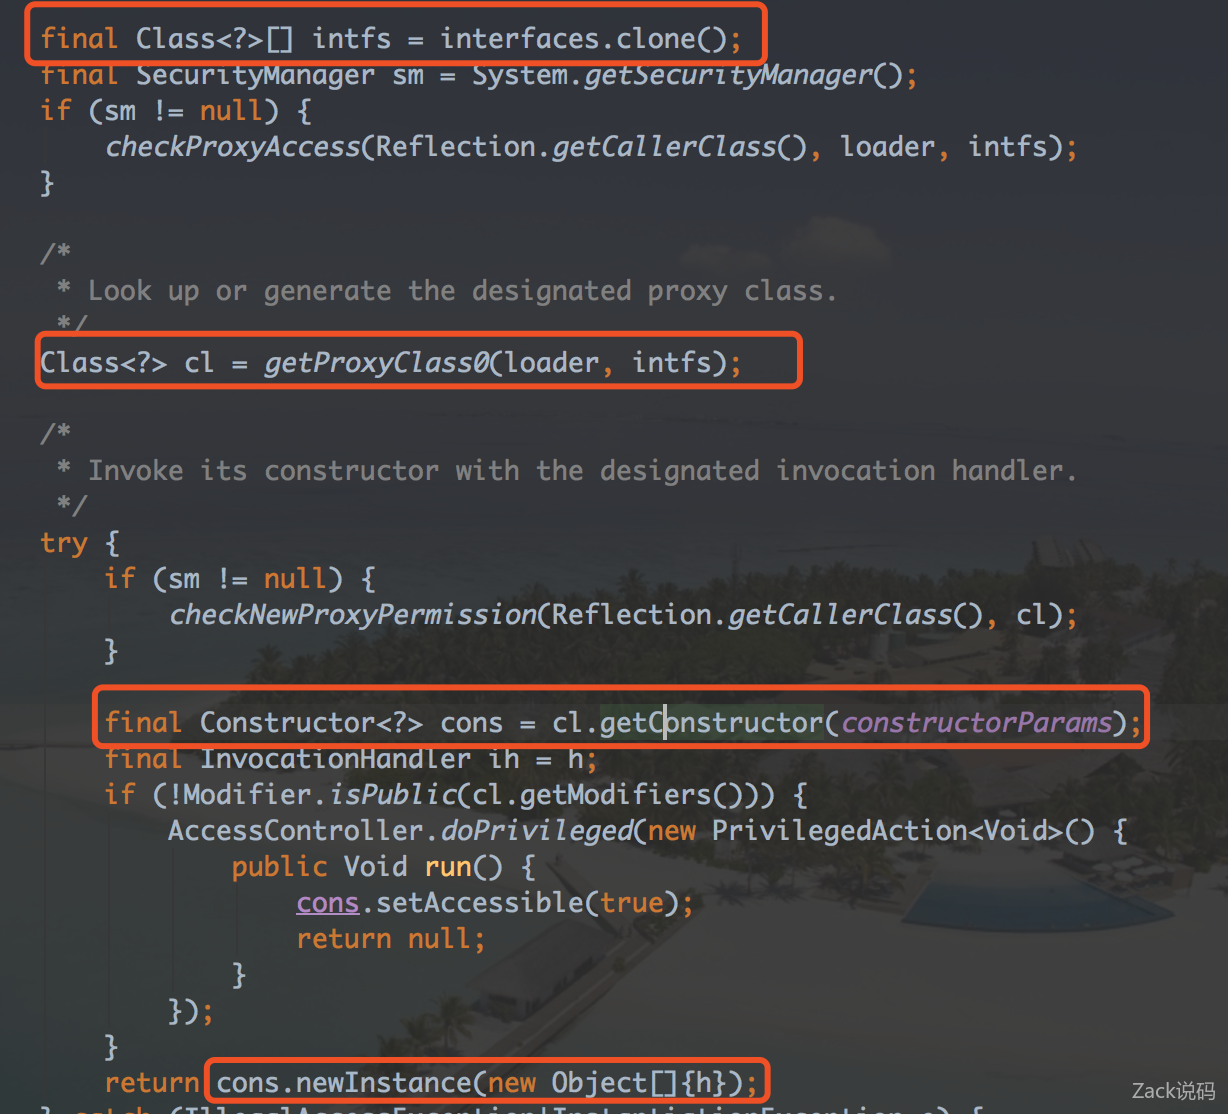 final Class<?>[] intfs = interfaces.clone();
final SecurityManager sm = System.getSecurityManager();
if (sm != null) {
    checkProxyAccess(Reflection.getCallerClass(), loader, intfs);
}

/*
 * Look up or generate the designated proxy class.
 */
Class<?> cl = getProxyClass0(loader, intfs);

/*
 * Invoke its constructor with the designated invocation handler.
 */
try {
    if (sm != null) {
        checkNewProxyPermission(Reflection.getCallerClass(), cl);
    }

    final Constructor<?> cons = cl.getConstructor(constructorParams);
    final InvocationHandler ih = h;
    if (!Modifier.isPublic(cl.getModifiers())) {
        AccessController.doPrivileged(new PrivilegedAction<Void>() {
            public Void run() {
                cons.setAccessible(true);
                return null;
            }
        });
    }
    return cons.newInstance(new Object[]{h});
} catch (IllegalAccessException|InstantiationException e) {
Zack说码